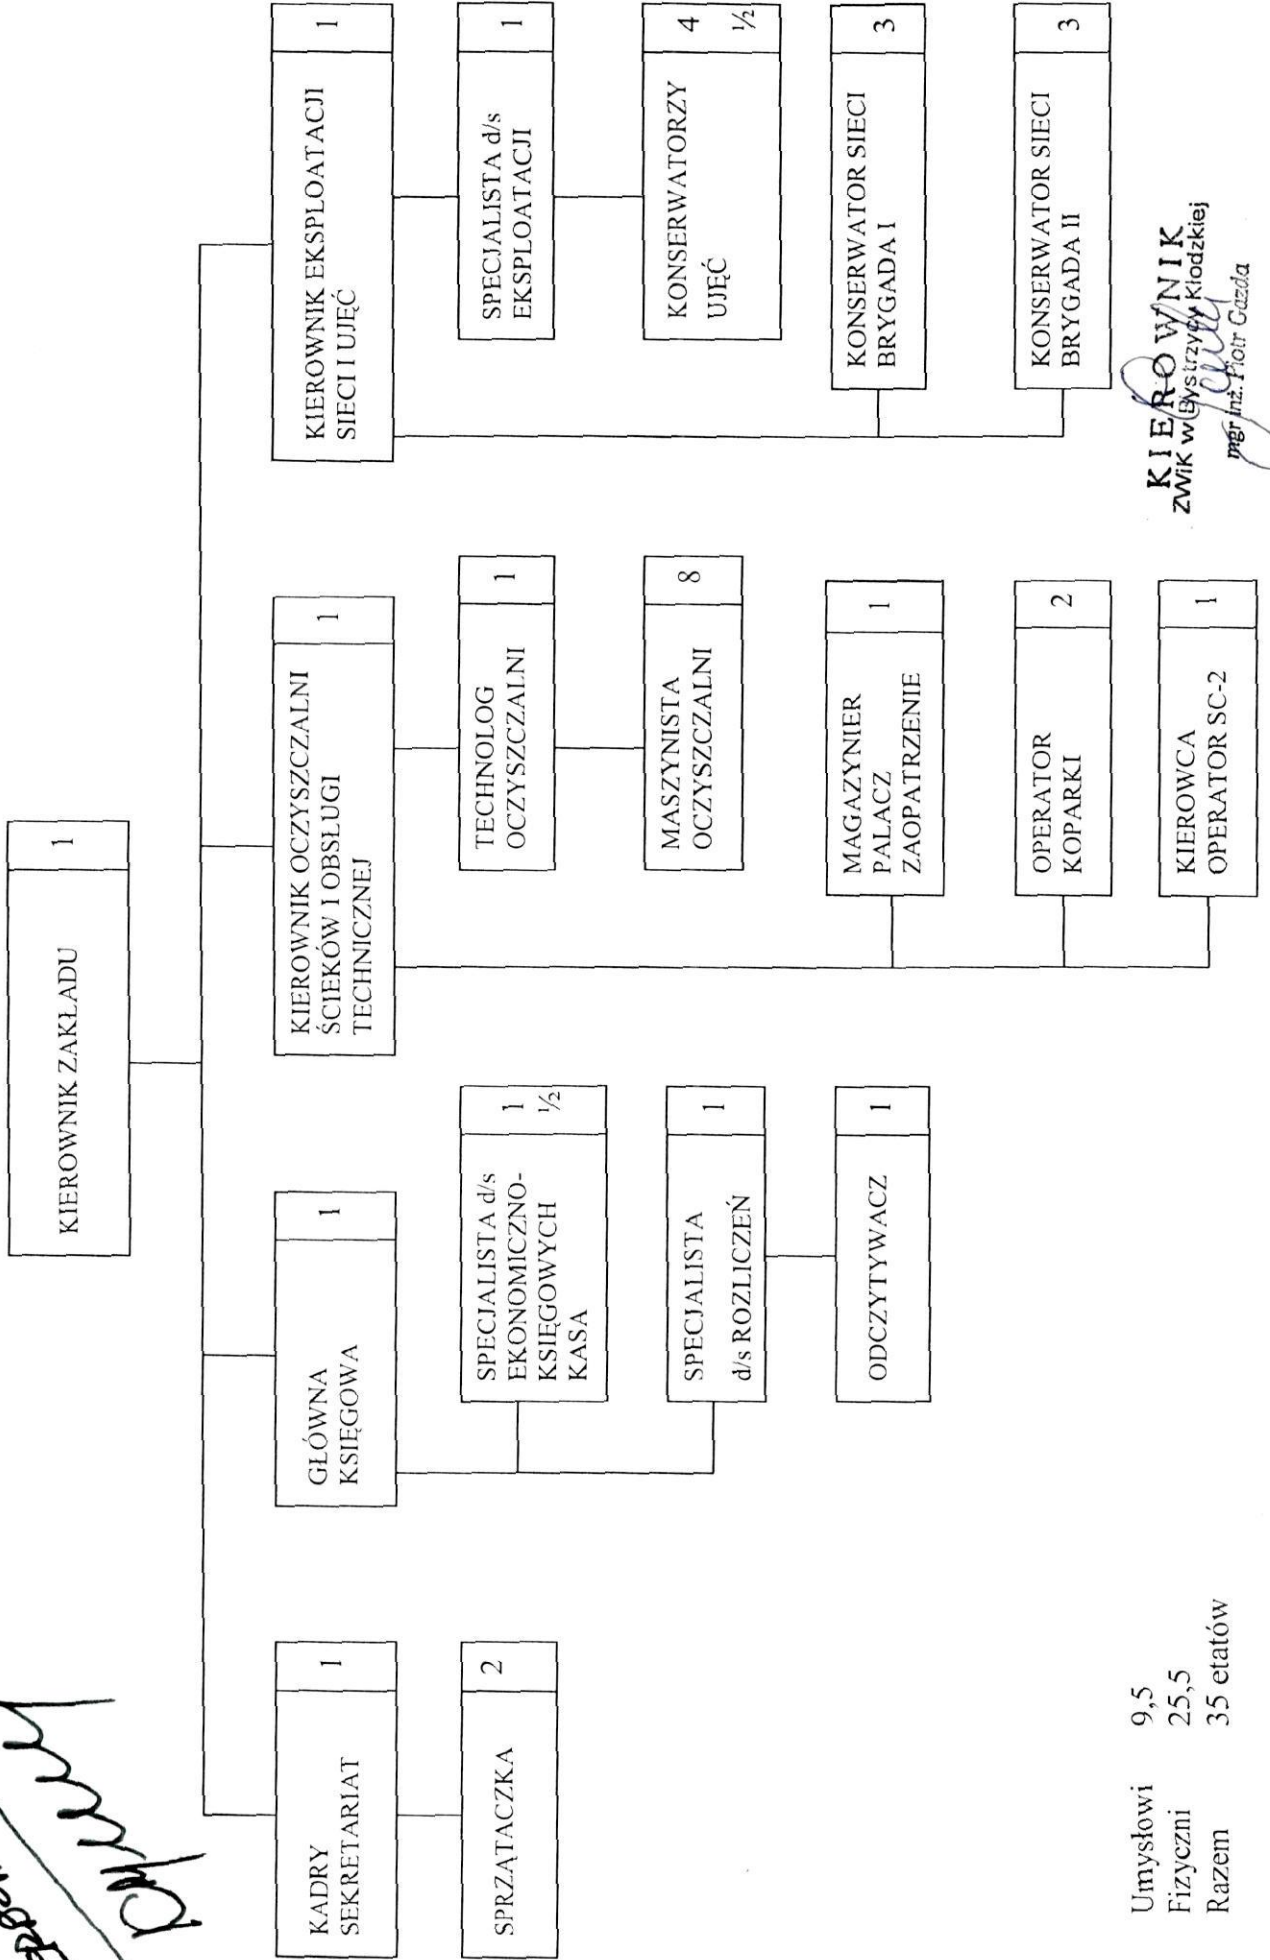 KIEROWNIK ZAKŁADU
1
KADRY
SEKRETARIAT
1
SPRZĄTACZKA
2
GŁÓWNA
KSIĘGOWA
1
SPECJALISTA d/s
EKONOMICZNO-
KSIĘGOWYCH
KASA
1
½
SPECJALISTA
d/s ROZLICZEŃ
1
ODCZYTYWACZ
1
KIEROWNIK OCZYSZCZALNI
ŚCIEKÓW I OBSŁUGI
TECHNICZNEJ
1
TECHNOLOG
OCZYSZCZALNI
1
MASZYNISTA
OCZYSZCZALNI
8
MAGAZYNIER
PALACZ
ZAOPATRZENIE
1
OPERATOR
KOPARKI
2
KIEROWCA
OPERATOR SC-2
1
KIEROWNIK EKSPLOATACJI
SIECI I UJĘĆ
1
SPECJALISTA d/s
EKSPLOATACJI
1
KONSERWATORZY
UJĘĆ
4
½
KONSERWATOR SIECI
BRYGADA I
3
KONSERWATOR SIECI
BRYGADA II
3
Umysłowi 9,5
Fizyczni 25,5
Razem 35 etatów
KIEROWNIK
ZWiK w Bystrzycy Kłodzkiej
mgr inż. Piotr Gazda